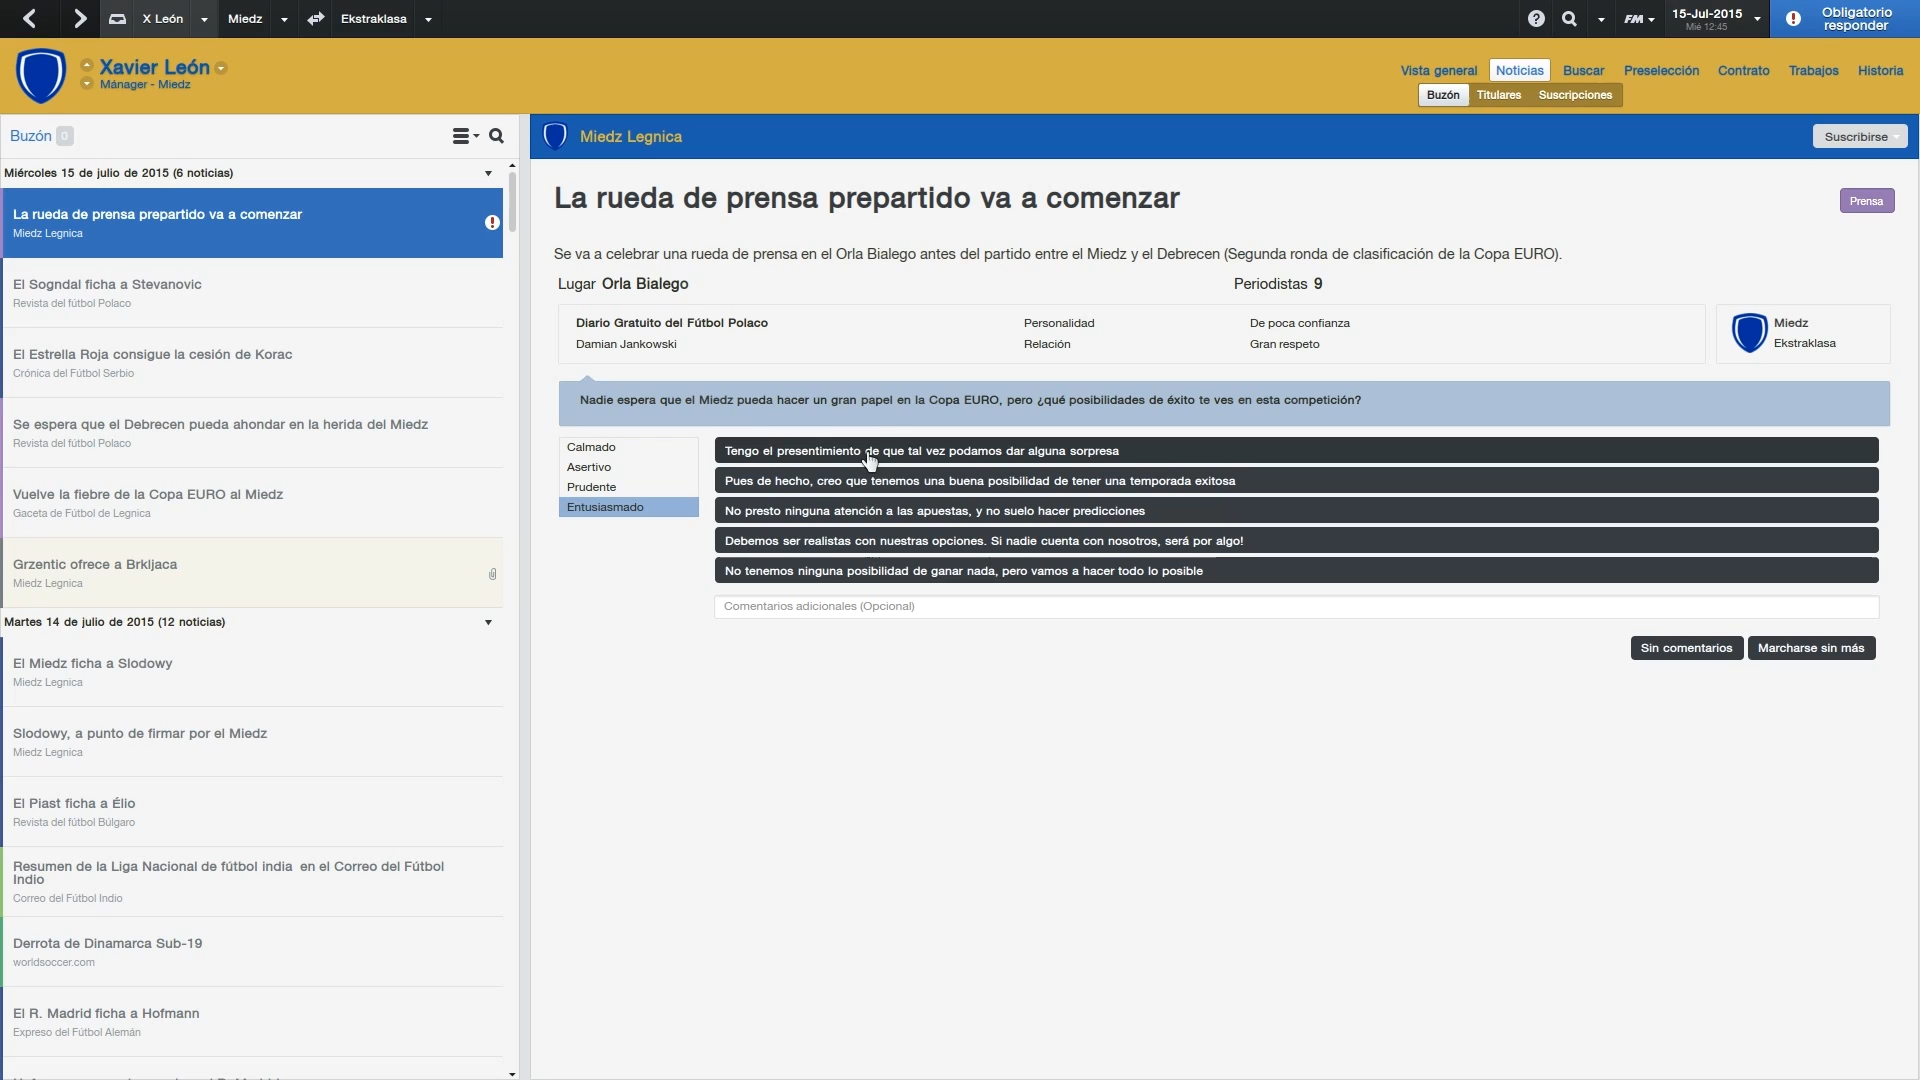 X León
Miedz
Ekstraklasa
FM
15-Jul-2015
Mié 12:45
Obligatorio
responder
Xavier León
Mánager - Miedz
Vista general
Noticias
Buscar
Preselección
Contrato
Trabajos
Historia
Buzón
Titulares
Suscripciones
Buzón 0
Miércoles 15 de julio de 2015 (6 noticias)
La rueda de prensa prepartido va a comenzar
Miedz Legnica
El Sogndal ficha a Stevanovic
Revista del fútbol Polaco
El Estrella Roja consigue la cesión de Korac
Crónica del Fútbol Serbio
Se espera que el Debrecen pueda ahondar en la herida del Miedz
Revista del fútbol Polaco
Vuelve la fiebre de la Copa EURO al Miedz
Gaceta de Fútbol de Legnica
Grzentic ofrece a Brkljaca
Miedz Legnica
Martes 14 de julio de 2015 (12 noticias)
El Miedz ficha a Slodowy
Miedz Legnica
Slodowy, a punto de firmar por el Miedz
Miedz Legnica
El Piast ficha a Élio
Revista del fútbol Búlgaro
Resumen de la Liga Nacional de fútbol india en el Correo del Fútbol
Indio
Correo del Fútbol Indio
Derrota de Dinamarca Sub-19
worldsoccer.com
El R. Madrid ficha a Hofmann
Expreso del Fútbol Alemán
Miedz Legnica
Suscribirse
La rueda de prensa prepartido va a comenzar
Prensa
Se va a celebrar una rueda de prensa en el Orla Bialego antes del partido entre el Miedz y el Debrecen (Segunda ronda de clasificación de la Copa EURO).
Lugar Orla Bialego
Periodistas 9
Diario Gratuito del Fútbol Polaco
Personalidad
De poca confianza
Damian Jankowski
Relación
Gran respeto
Miedz
Ekstraklasa
Nadie espera que el Miedz pueda hacer un gran papel en la Copa EURO, pero ¿qué posibilidades de éxito te ves en esta competición?
Calmado
Asertivo
Prudente
Entusiasmado
Tengo el presentimiento de que tal vez podamos dar alguna sorpresa
Pues de hecho, creo que tenemos una buena posibilidad de tener una temporada exitosa
No presto ninguna atención a las apuestas, y no suelo hacer predicciones
Debemos ser realistas con nuestras opciones. Si nadie cuenta con nosotros, será por algo!
No tenemos ninguna posibilidad de ganar nada, pero vamos a hacer todo lo posible
Comentarios adicionales (Opcional)
Sin comentarios
Marcharse sin más